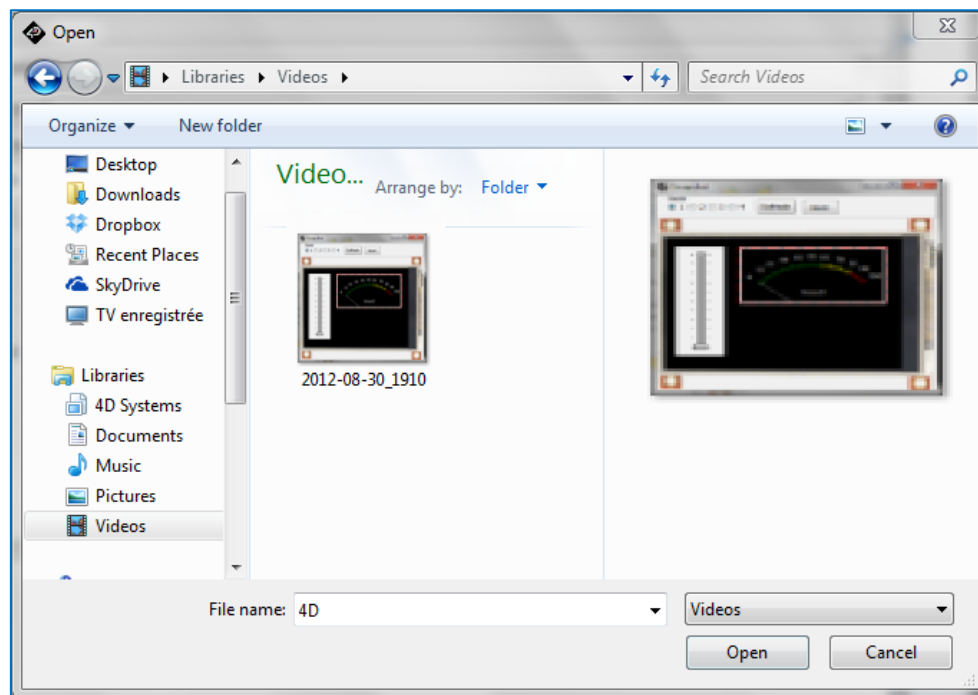 Open
Libraries Videos
Search Videos
Organize New folder
Desktop
Downloads
Dropbox
Recent Places
SkyDrive
TV enregistrée
Libraries
4D Systems
Documents
Music
Pictures
Videos
Video... Arrange by: Folder
2012-08-30_1910
File name: 4D
Videos
Open Cancel